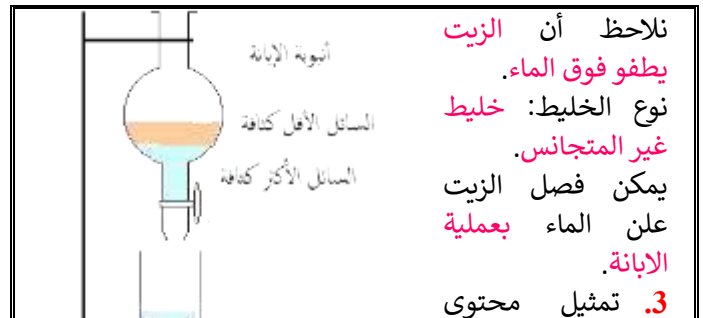 نلاحظ أن الزيت
يطفو فوق الماء.
نوع الخليط: خليط
غير المتجانس.
يمكن فصل الزيت
علن الماء بعملية
الابانة.
3. تمثيل محتوى
أنبوبة الإبانة
السائل الأقل كثافة
السائل الأكثر كثافة